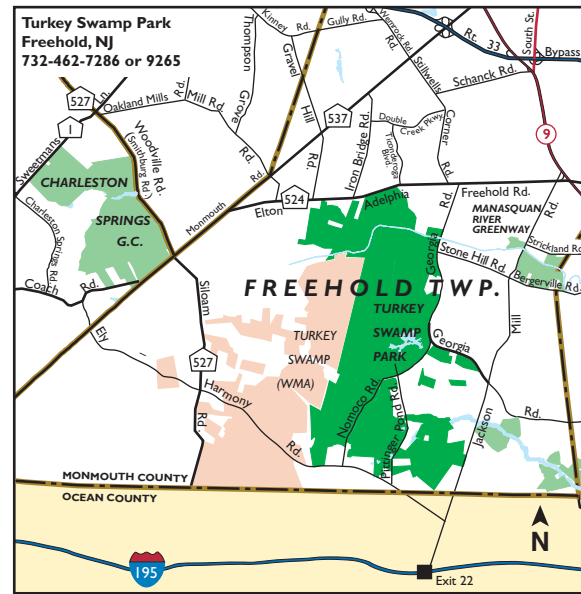 Turkey Swamp Park
Freehold, NJ
732-462-7286 or 9265
Kinney Rd.
Gully Rd.
Wemrock Rd.
Rt. 33
South St.
Bypass
Thompson Grove Rd.
Gravel Hill Rd.
Stillwells Corner Rd.
Schanck Rd.
527
Sweetmans Ln.
Oakland Mills Rd.
Mill Rd.
1
Woodville Rd.
(Smithburg Rd.)
537
Iron Bridge Rd.
Double Creek Pkwy.
Ticonderoga Blvd.
9
CHARLESTON
SPRINGS
G.C.
Charleston Springs Rd.
Monmouth Rd.
Elton
524
Adelphia
Rd.
Freehold Rd.
MANASQUAN
RIVER
GREENWAY
Rd.
Strickland Rd.
Georgia
Stone Hill Rd.
Bergerville Rd.
Coach Rd.
Siloam
FREEHOLD TWP.
TURKEY
SWAMP
(WMA)
TURKEY
SWAMP
PARK
Mill
Georgia
Ely
527
Harmony
Rd.
Nomoco Rd.
Pittinger Pond Rd.
Jackson
Rd.
Rd.
MONMOUTH COUNTY
OCEAN COUNTY
N
195
Exit 22